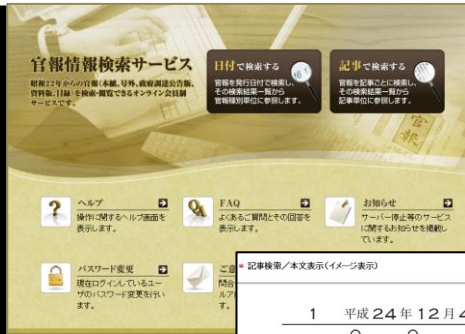 官報情報検索サービス
昭和22年からの官報(本紙、号外、政府調達公告版、
資料版、目録)を検索・閲覧できるオンライン会員制
サービスです。
日付で検索する
官報を発行日付で検索し、
その検索結果一覧から
官報種別単位に参照します。
記事で検索する
官報を記事ごとに検索し、
その検索結果一覧から
記事単位に参照します。
官報
ヘルプ
操作に関するヘルプ画面を
表示します。
FAQ
よくあるご質問とその回答を
表示します。
お知らせ
サーバー停止等のサービス
に関するお知らせを掲載し
ています。
パスワード変更
現在ログインしているユー
ザのパスワード変更を行い
ます。
記事検索/本文表示(イメージ表示)
1 平成24年12月4